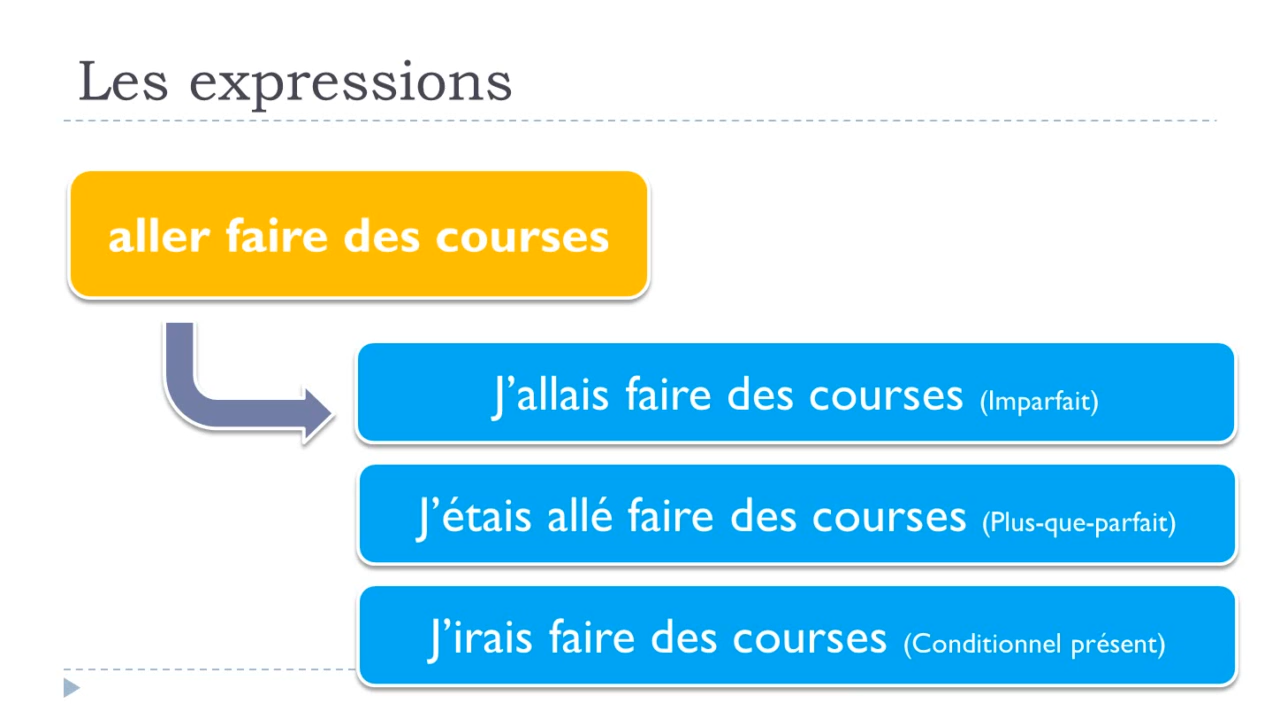 Les expressions
aller faire des courses
J’allais faire des courses (Imparfait)
J’étais allé faire des courses (Plus-que-parfait)
J’irais faire des courses (Conditionnel présent)